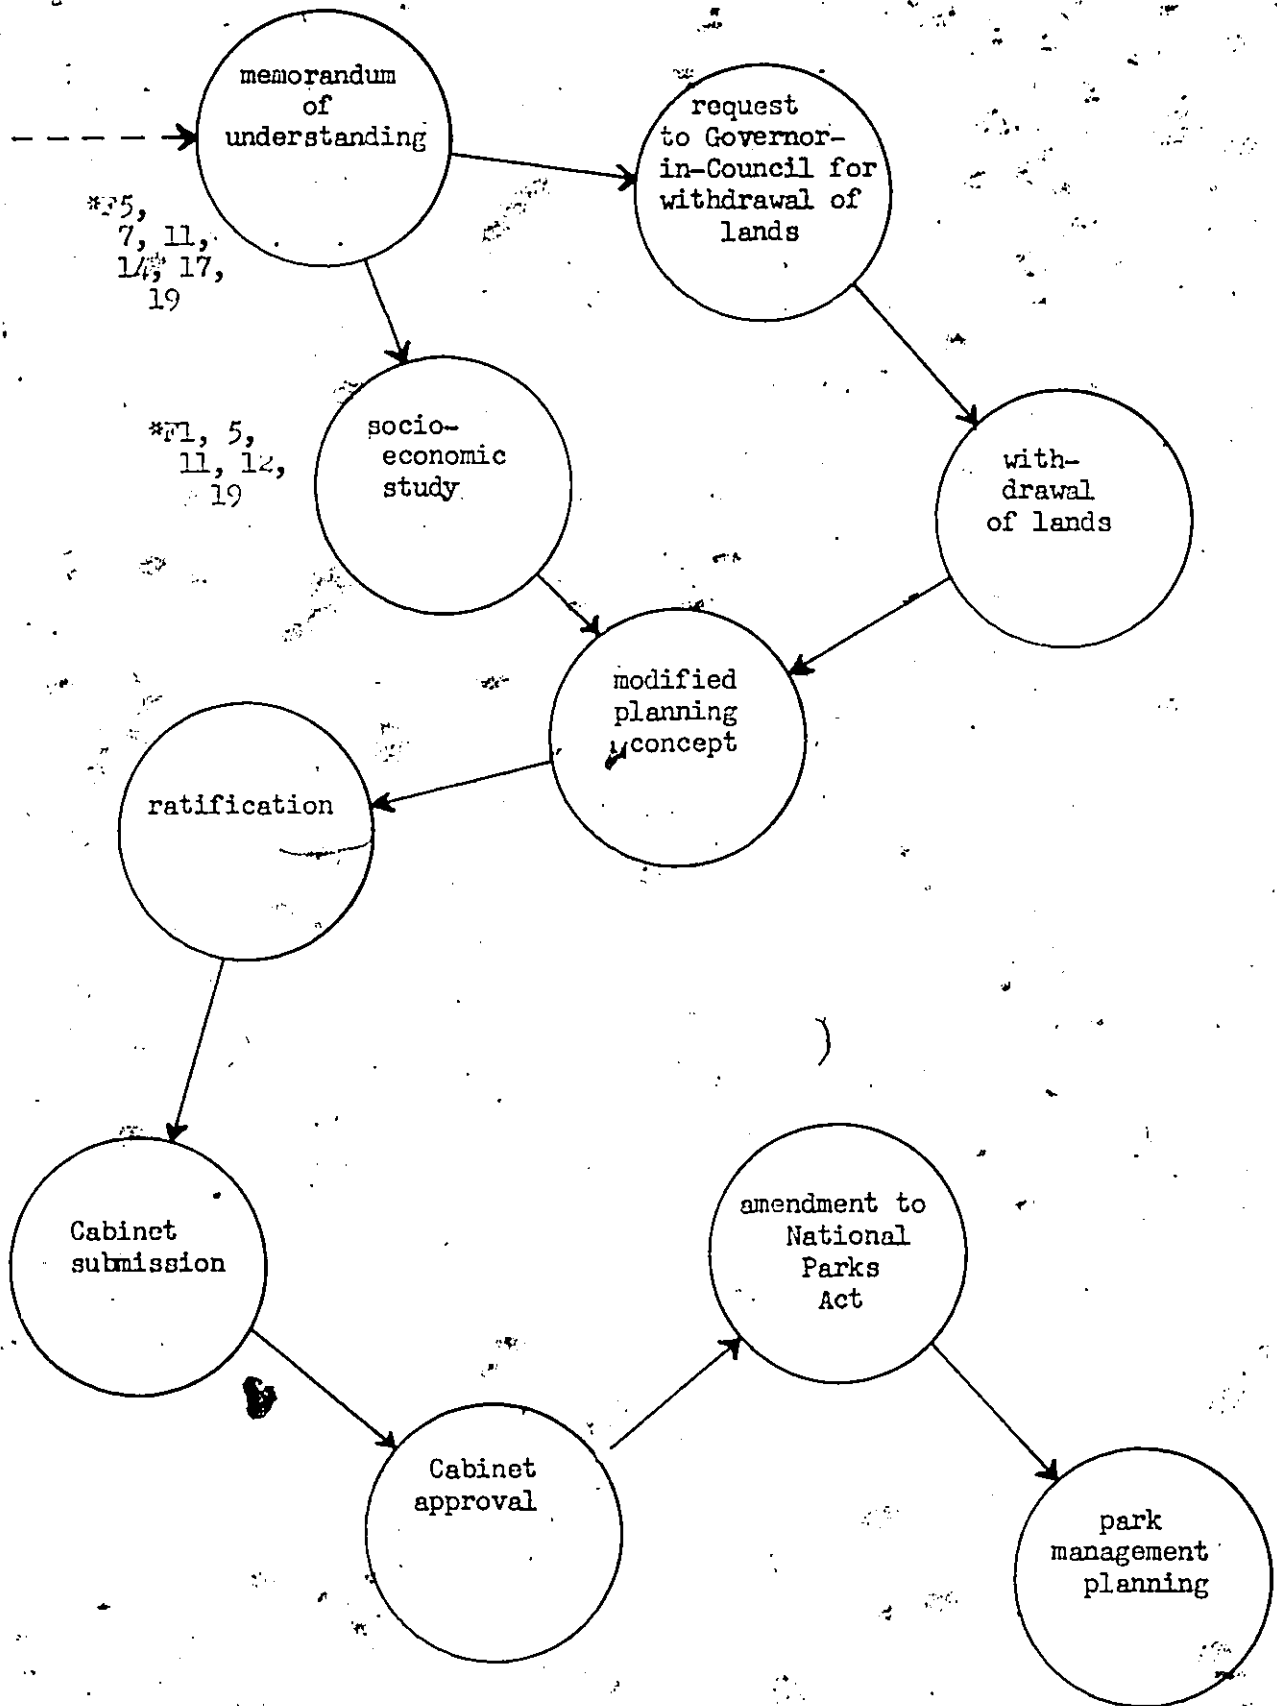 memorandum
of
understanding
request
to Governor-
in-Council for
withdrawal of
lands
*F5,
7, 11,
14, 17,
19
socio-
economic
study
*F1, 5,
11, 12,
19
with-
drawal
of lands
modified
planning
concept
ratification
Cabinet
submission
amendment to
National
Parks
Act
Cabinet
approval
park
management
planning